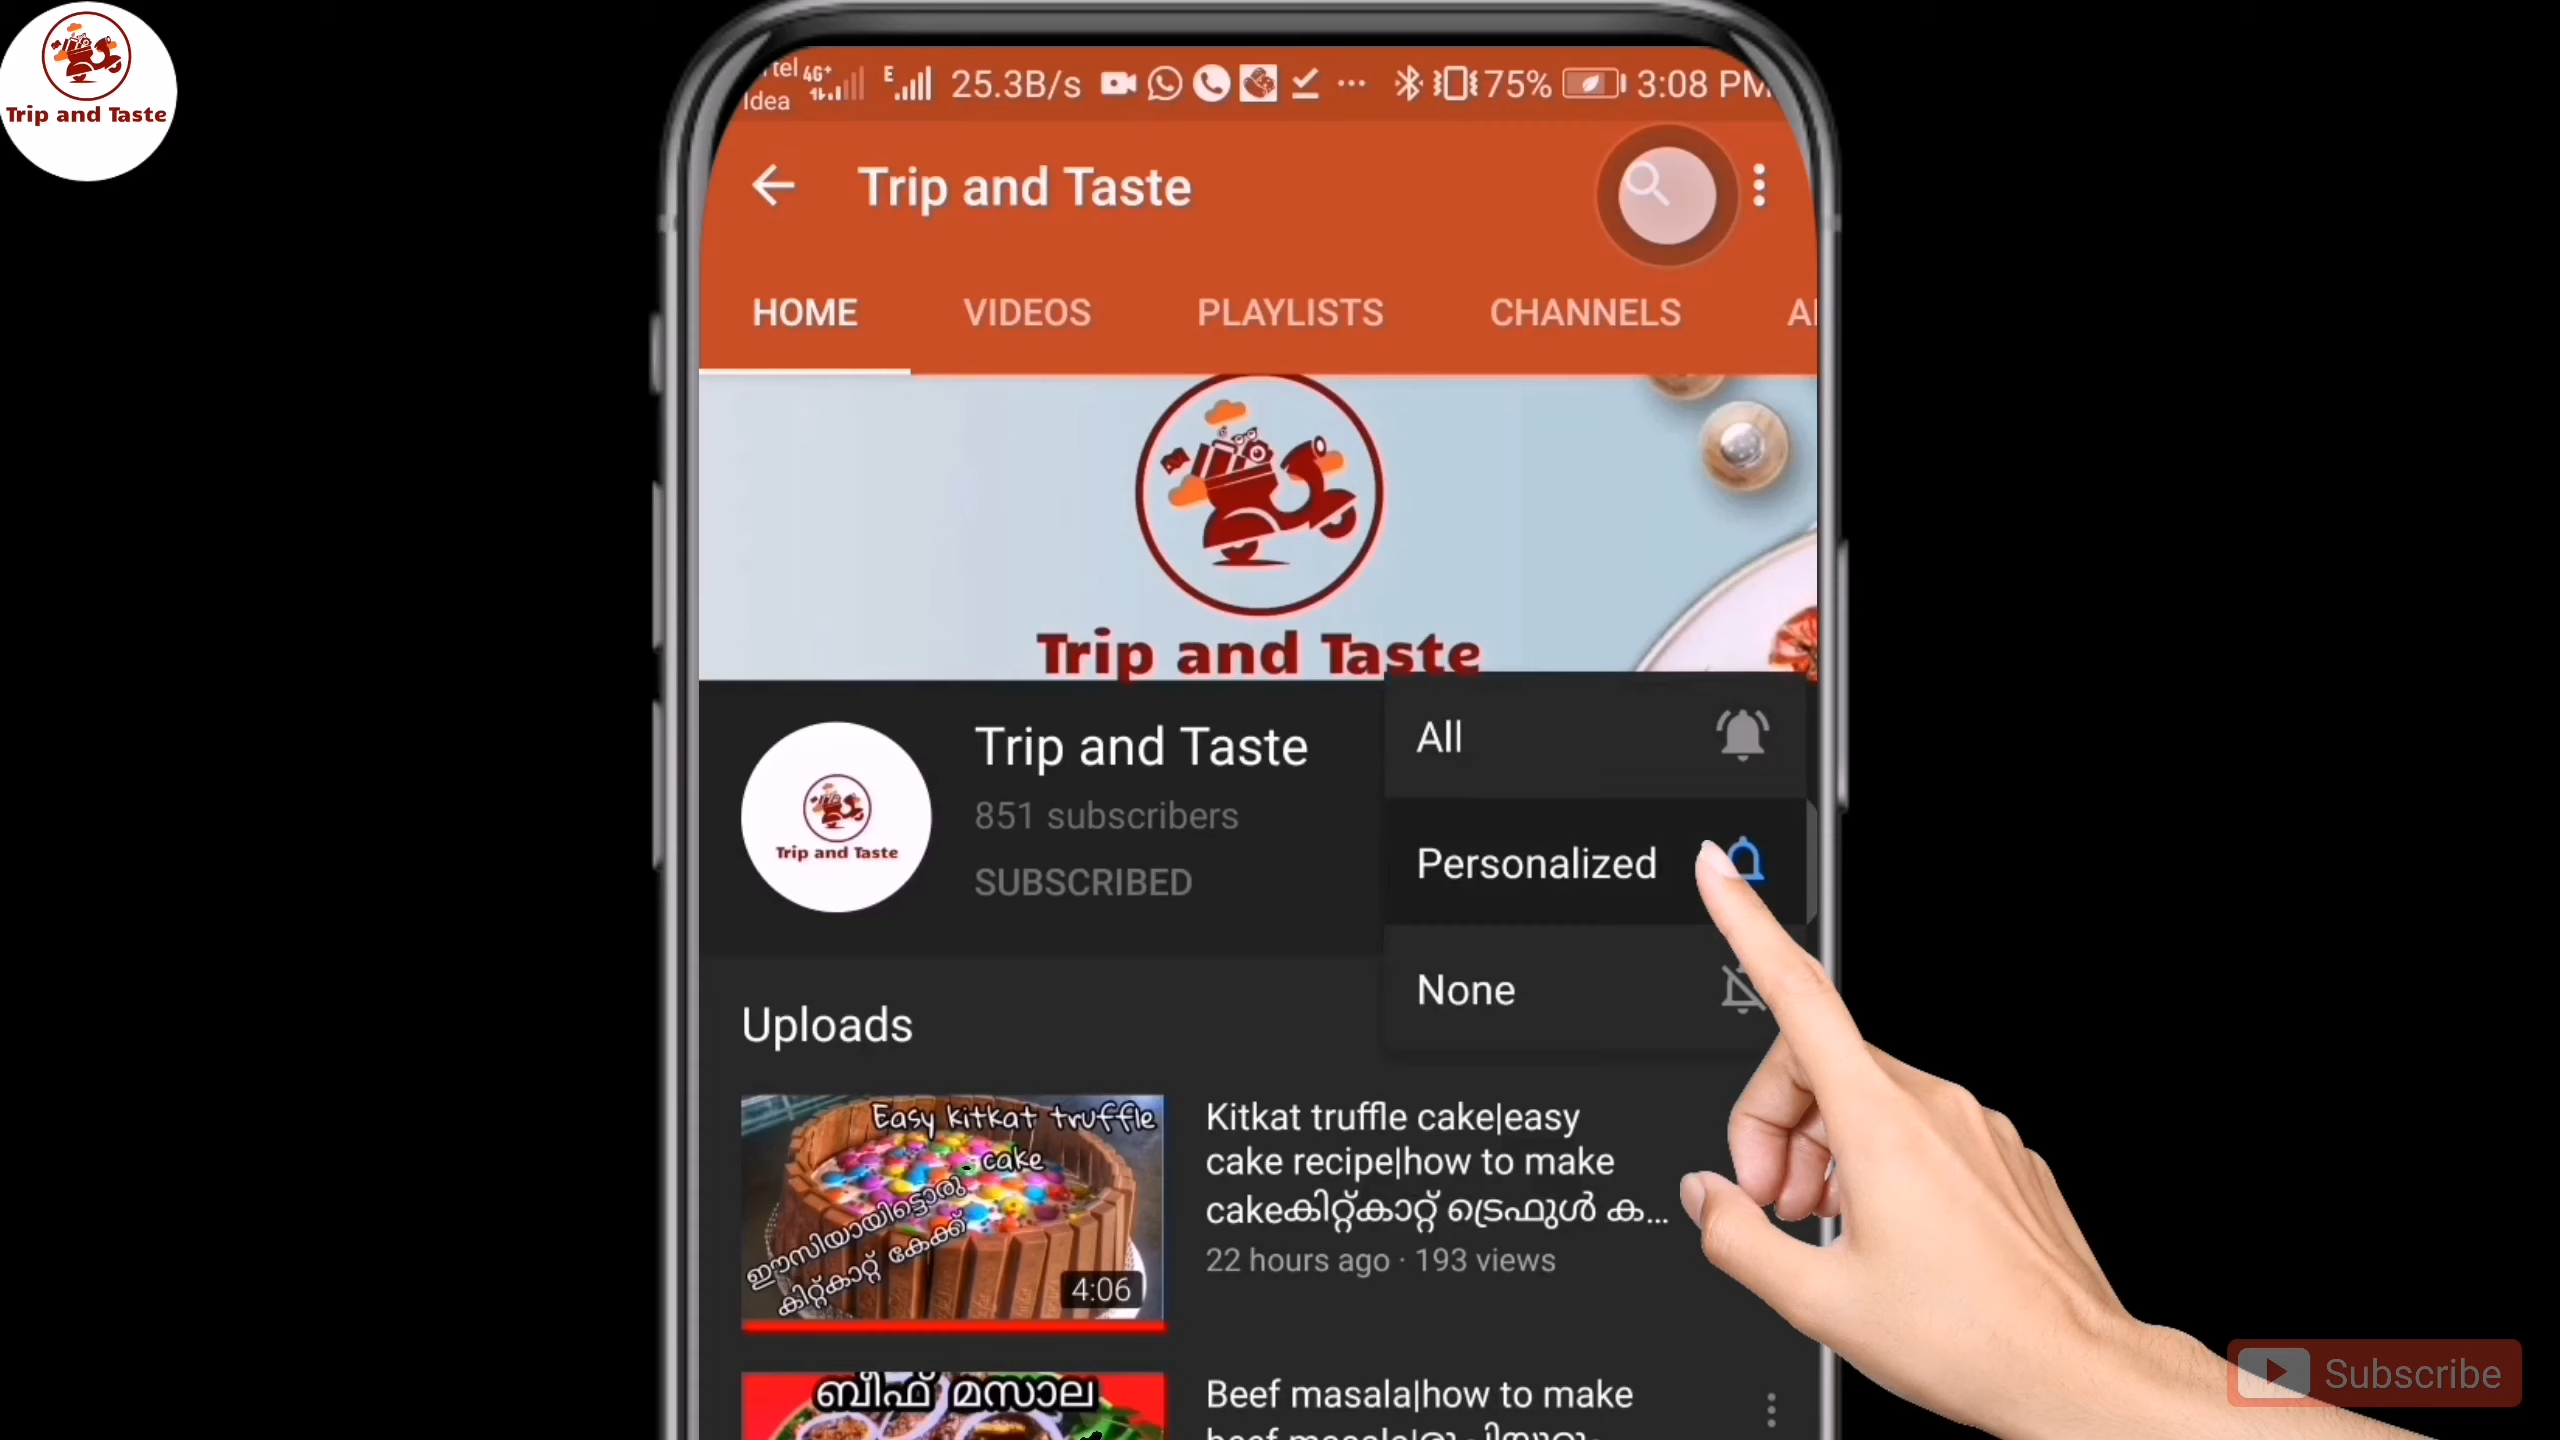 Trip and Taste
4G+
Idea
E
25.3B/s
75%
3:08 PM
Trip and Taste
HOME
VIDEOS
PLAYLISTS
CHANNELS
Trip and Taste
Trip and Taste
851 subscribers
SUBSCRIBED
Trip and Taste
All
Personalized
None
Uploads
Easy kitkat truffle
cake
ഈസിയായിട്ടൊരു
കിറ്റ്കാറ്റ് കേക്ക്
4:06
Kitkat truffle cake|easy
cake recipe|how to make
cakeകിറ്റ്കാറ്റ് ട്രെഫുൾ ക...
22 hours ago · 193 views
ബീഫ് മസാല
Beef masala|how to make
Subscribe